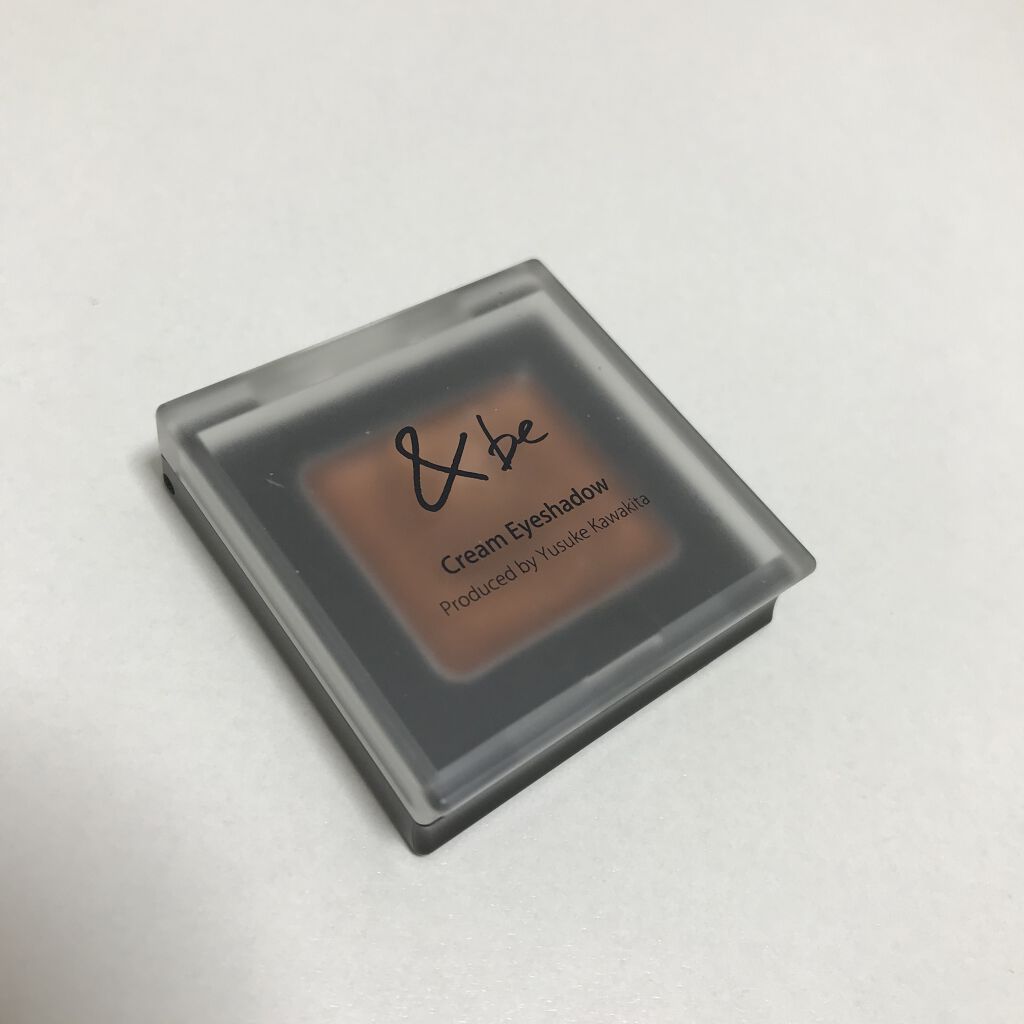 & be
Cream Eyeshadow
Produced by Yusuke Kawakita